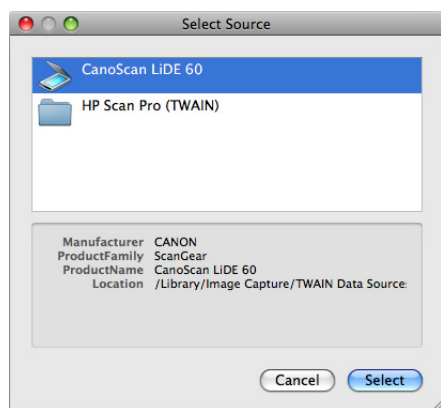 Select Source
CanoScan LiDE 60
HP Scan Pro (TWAIN)
Manufacturer CANON
ProductFamily ScanGear
ProductName CanoScan LiDE 60
Location /Library/Image Capture/TWAIN Data Source
Cancel Select